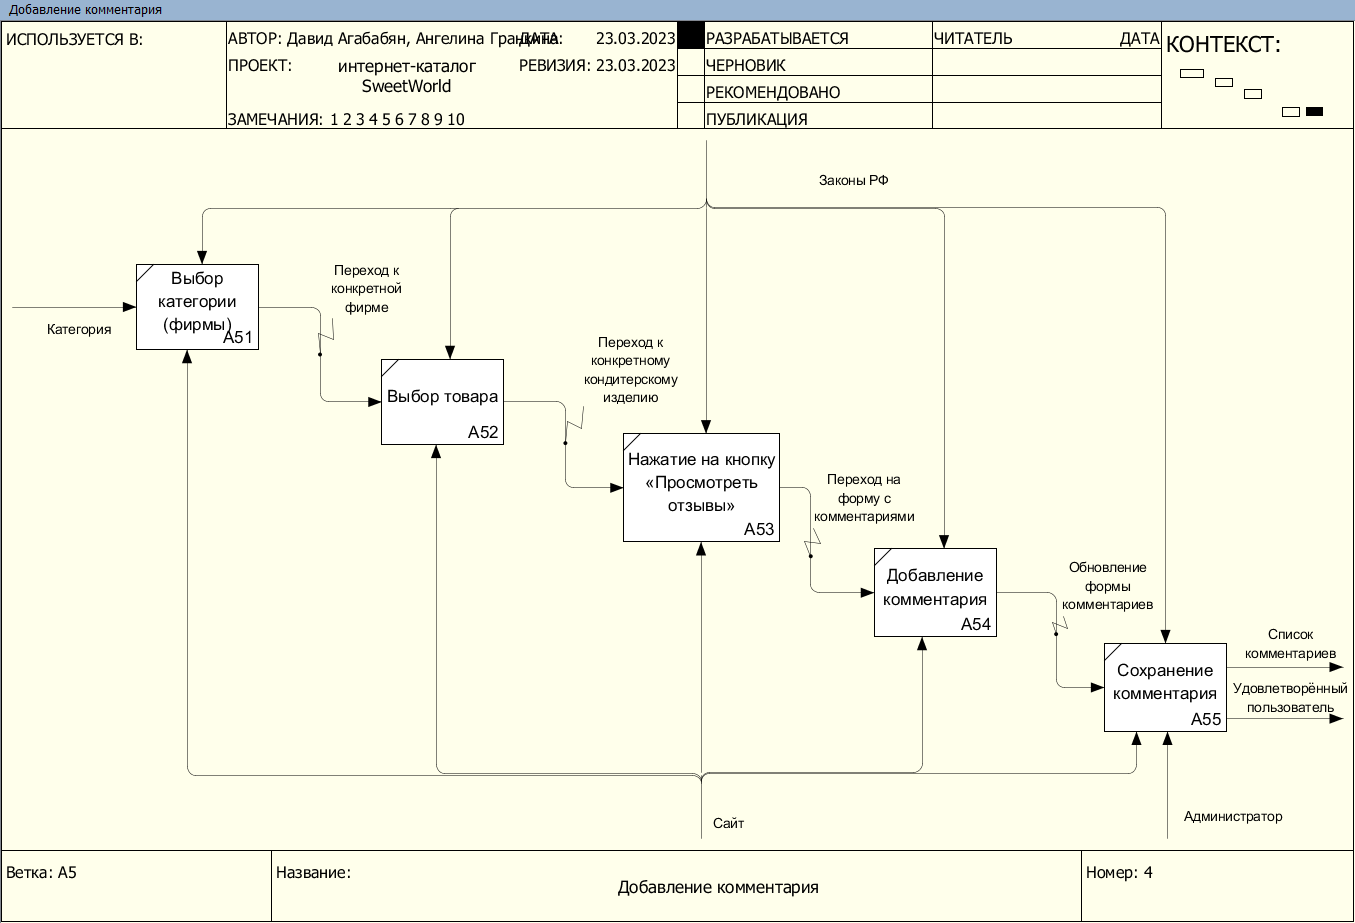 Добавление комментария
ИСПОЛЬЗУЕТСЯ В:
АВТОР: Давид Агабабян, Ангелина Гранкина
ДАТА: 23.03.2023
ПРОЕКТ: интернет-каталог
SweetWorld
РЕВИЗИЯ: 23.03.2023
ЗАМЕЧАНИЯ: 1 2 3 4 5 6 7 8 9 10
РАЗРАБАТЫВАЕТСЯ
ЧЕРНОВИК
РЕКОМЕНДОВАНО
ПУБЛИКАЦИЯ
ЧИТАТЕЛЬ ДАТА
КОНТЕКСТ:
Законы РФ
Категория
Выбор
категории
(фирмы)
A51
Переход к
конкретной
фирме
Выбор товара
A52
Переход к
конкретному
кондитерскому
изделию
Нажатие на кнопку
«Просмотреть
отзывы»
A53
Переход на
форму с
комментариями
Добавление
комментария
A54
Обновление
формы
комментариев
Сохранение
комментария
A55
Список
комментариев
Удовлетворённый
пользователь
Сайт
Администратор
Ветка: A5
Название:
Добавление комментария
Номер: 4